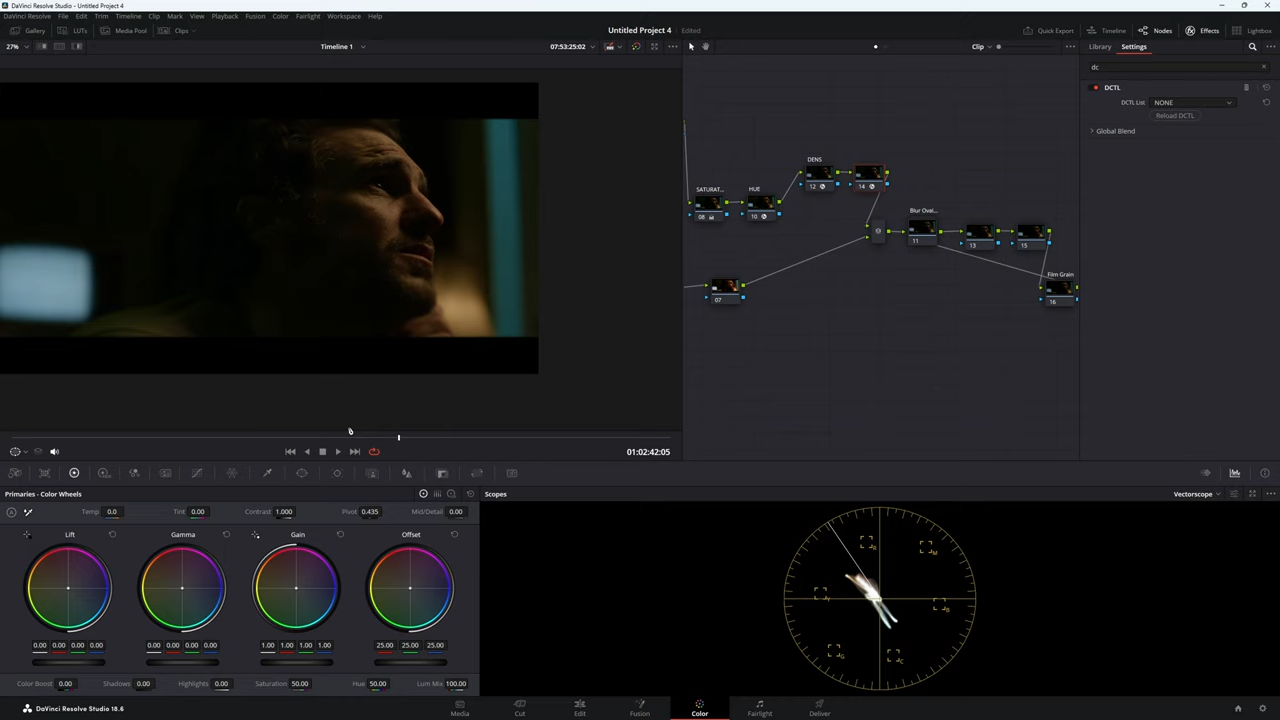 DaVinci Resolve Studio - Untitled Project 4
DaVinci Resolve File Edit Trim Timeline Clip Mark View Playback Fusion Color Fairlight Workspace Help
Gallery LUTs Media Pool Clips Untitled Project 4 Edited Quick Export Timeline Nodes Effects Lightbox
27% Timeline 1 07:53:25:02 Clip Library Settings
dc
DCTL
DCTL List NONE
Reload DCTL
Global Blend
DENS
12 14
SATURAT... HUE
08 10
Blur Oval...
11 13 15
Film Grain
07 16
01:02:42:05
Primaries - Color Wheels Scopes Vectorscope
Temp 0.0 Tint 0.00 Contrast 1.000 Pivot 0.435 Mid/Detail 0.00
Lift Gamma Gain Offset
R M
Y B
G C
0.00 0.00 0.00 0.00 0.00 0.00 0.00 0.00 1.00 1.00 1.00 1.00 25.00 25.00 25.00
Color Boost 0.00 Shadows 0.00 Highlights 0.00 Saturation 50.00 Hue 50.00 Lum Mix 100.00
DaVinci Resolve Studio 18.6 Media Cut Edit Fusion Color Fairlight Deliver